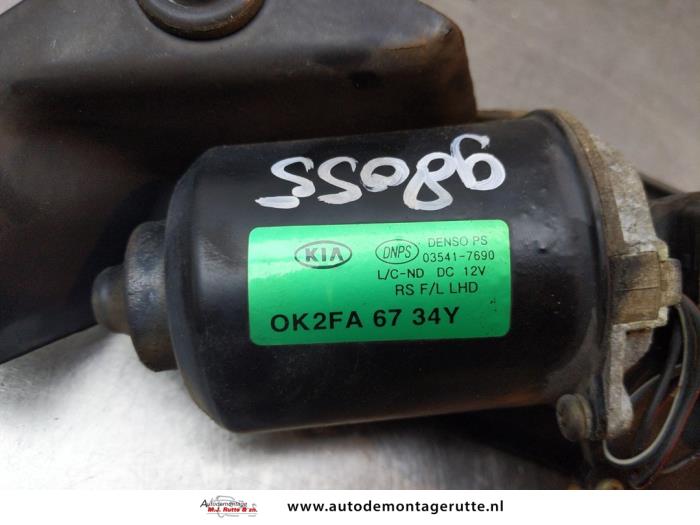 KIA
DNPS DENSO PS
03541-7690
L/C-ND DC 12V
RS F/L LHD
OK2FA 67 34Y
Autodemontage
M.J. Rutte & zn.
www.autodemontagerutte.nl